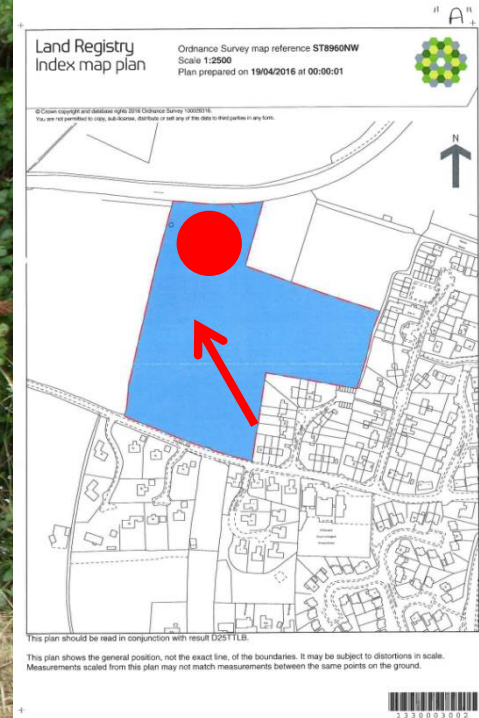 "A"
Land Registry
Index map plan
Ordnance Survey map reference ST8960NW
Scale 1:2500
Plan prepared on 19/04/2016 at 00:00:01
© Crown copyright and database rights 2016 Ordnance Survey 100026316.
You are not permitted to copy, sub-license, distribute or sell any of this data to third parties in any form.
N
This plan should be read in conjunction with result D25TTLB.
This plan shows the general position, not the exact line, of the boundaries. It may be subject to distortions in scale.
Measurements scaled from this plan may not match measurements between the same points on the ground.
1330003002